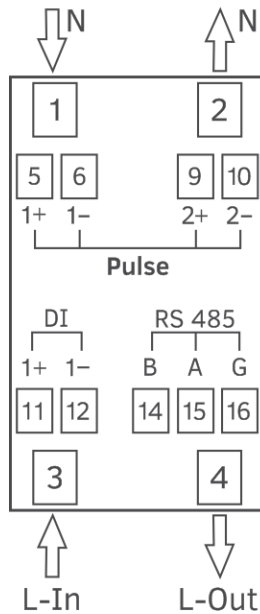 N N
1 2
5 6 9 10
1+ 1− 2+ 2−
Pulse
DI RS 485
1+ 1− B A G
11 12 14 15 16
3 4
L-In L-Out